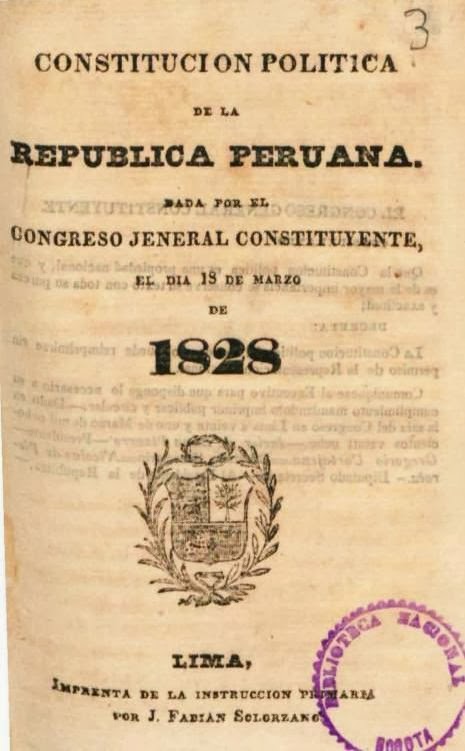 3
CONSTITUCION POLITICA
DE LA
REPUBLICA PERUANA.
DADA POR EL
CONGRESO JENERAL CONSTITUYENTE,
EL DIA 18 DE MARZO
DE
1828
LIMA,
IMPRENTA DE LA INSTRUCCION PRIMARIA
POR J. FABIAN SOLORZANO
BIBLIOTECA NACIONAL
BOGOTA